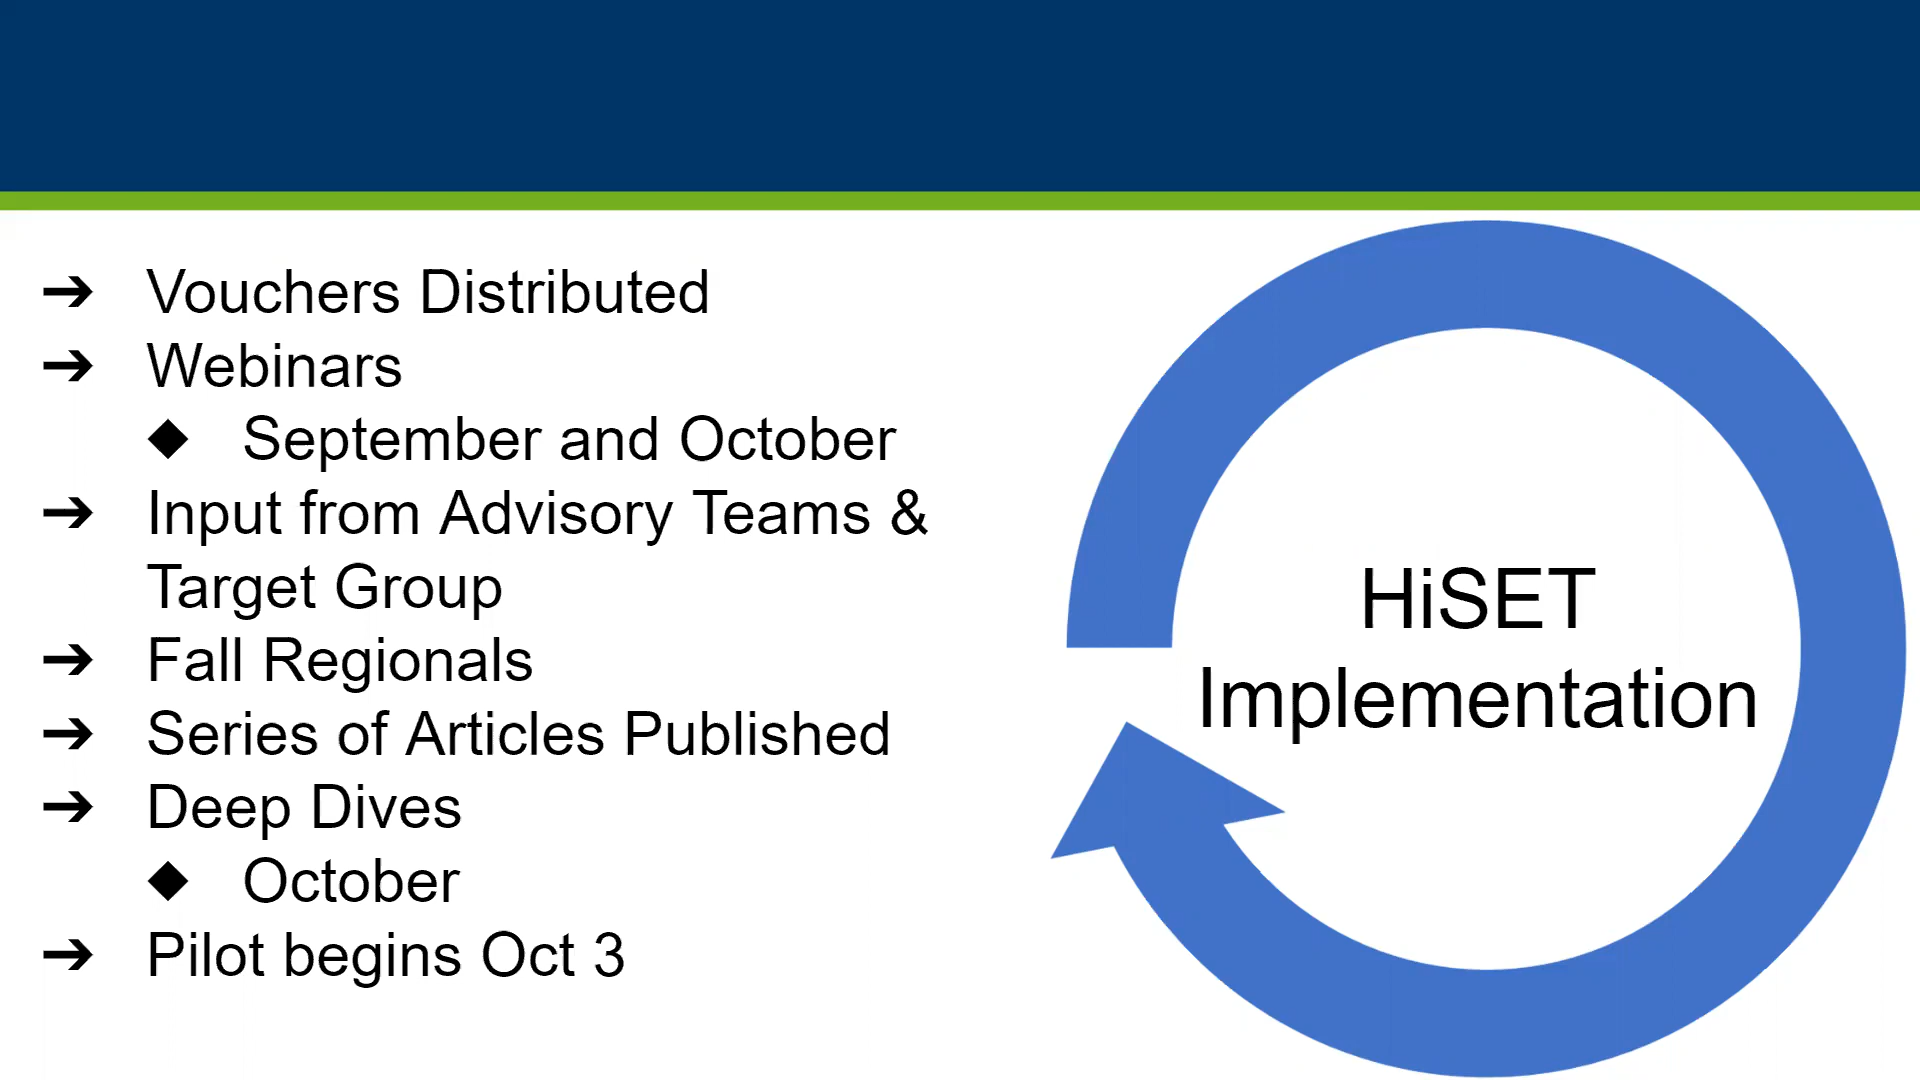 ➔ Vouchers Distributed
➔ Webinars
◆ September and October
➔ Input from Advisory Teams &
Target Group
➔ Fall Regionals
➔ Series of Articles Published
➔ Deep Dives
◆ October
➔ Pilot begins Oct 3
HiSET
Implementation